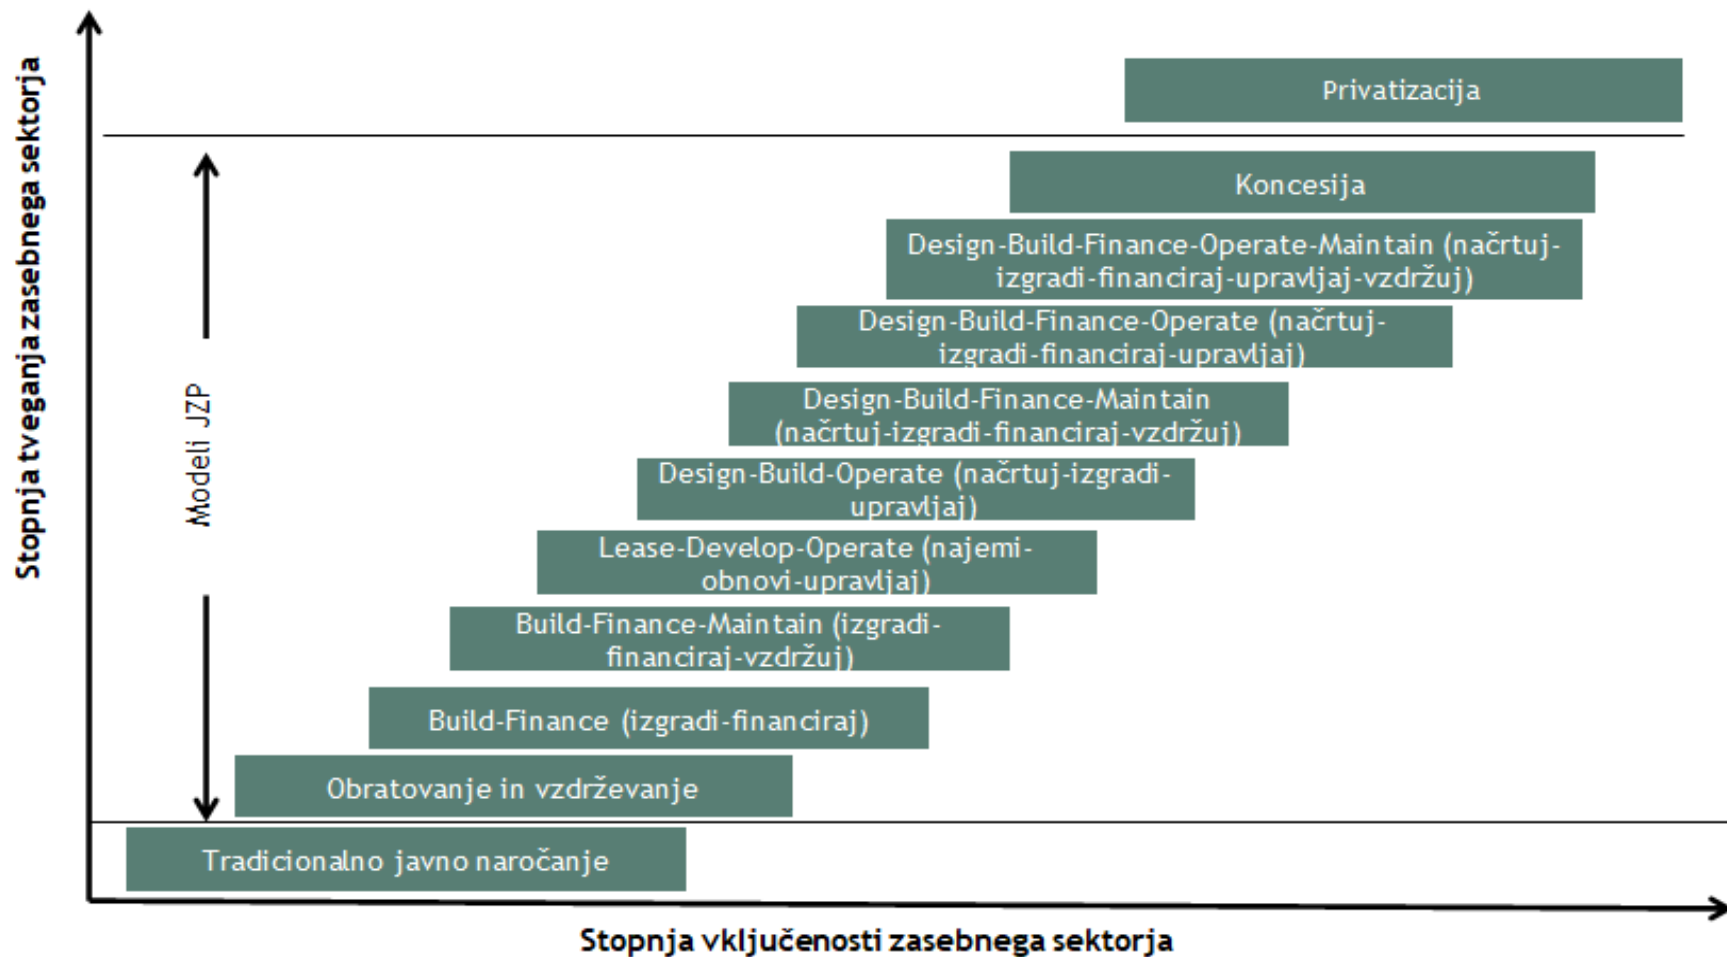 Stopnja tveganja zasebnega sektorja
Privatizacija
Modeli JZP
Koncesija
Design-Build-Finance-Operate-Maintain (načrtuj-
izgradi-financiraj-upravljaj-vzdržuj)
Design-Build-Finance-Operate (načrtuj-
izgradi-financiraj-upravljaj)
Design-Build-Finance-Maintain
(načrtuj-izgradi-financiraj-vzdržuj)
Design-Build-Operate (načrtuj-izgradi-
upravljaj)
Lease-Develop-Operate (najemi-
obnovi-upravljaj)
Build-Finance-Maintain (izgradi-
financiraj-vzdržuj)
Build-Finance (izgradi-financiraj)
Obratovanje in vzdrževanje
Tradicionalno javno naročanje
Stopnja vključenosti zasebnega sektorja